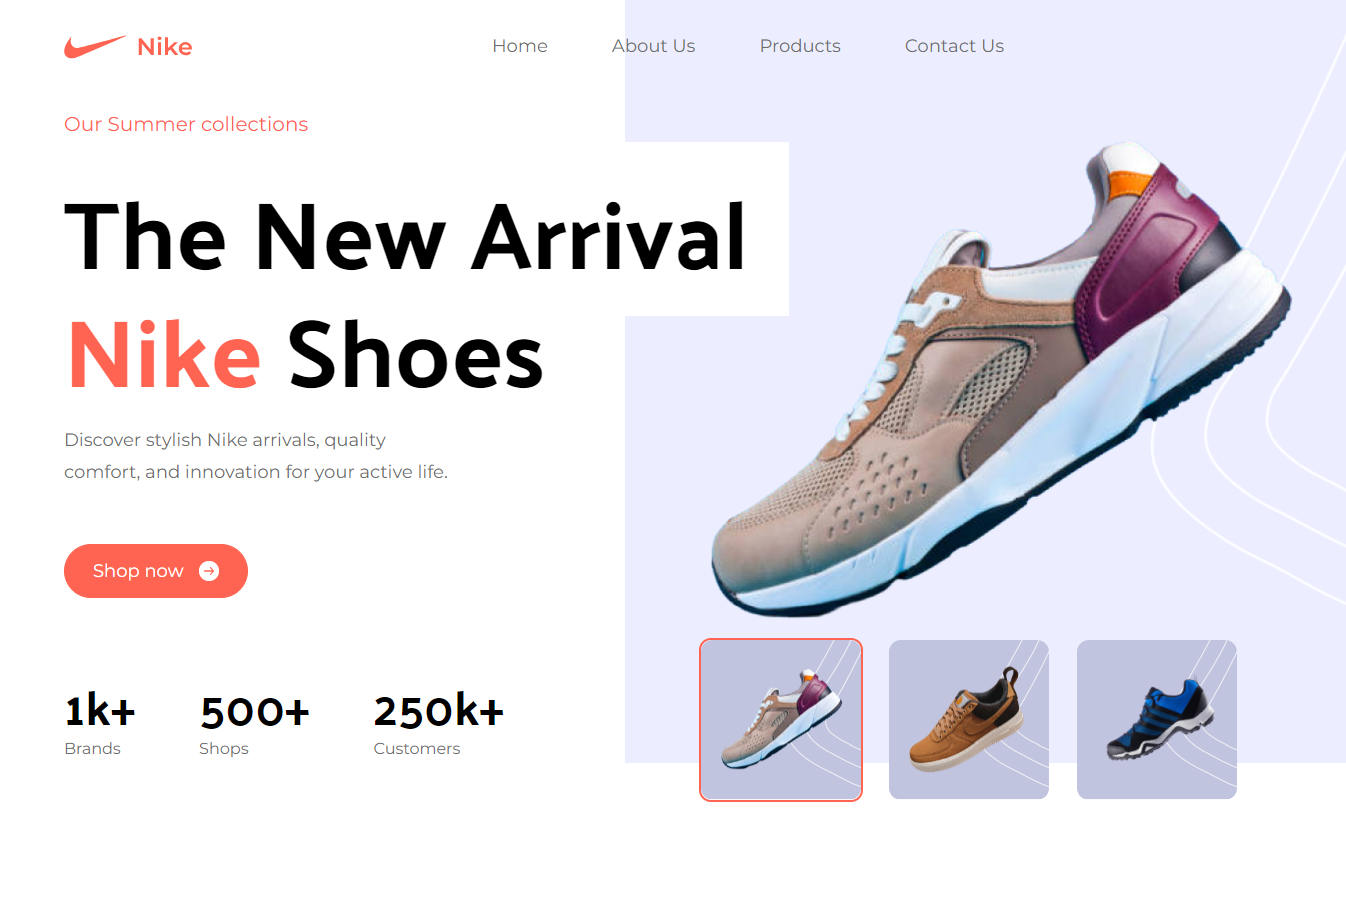 Nike
Home About Us Products Contact Us
Our Summer collections
The New Arrival
Nike Shoes
Discover stylish Nike arrivals, quality
comfort, and innovation for your active life.
Shop now
1k+ 500+ 250k+
Brands Shops Customers